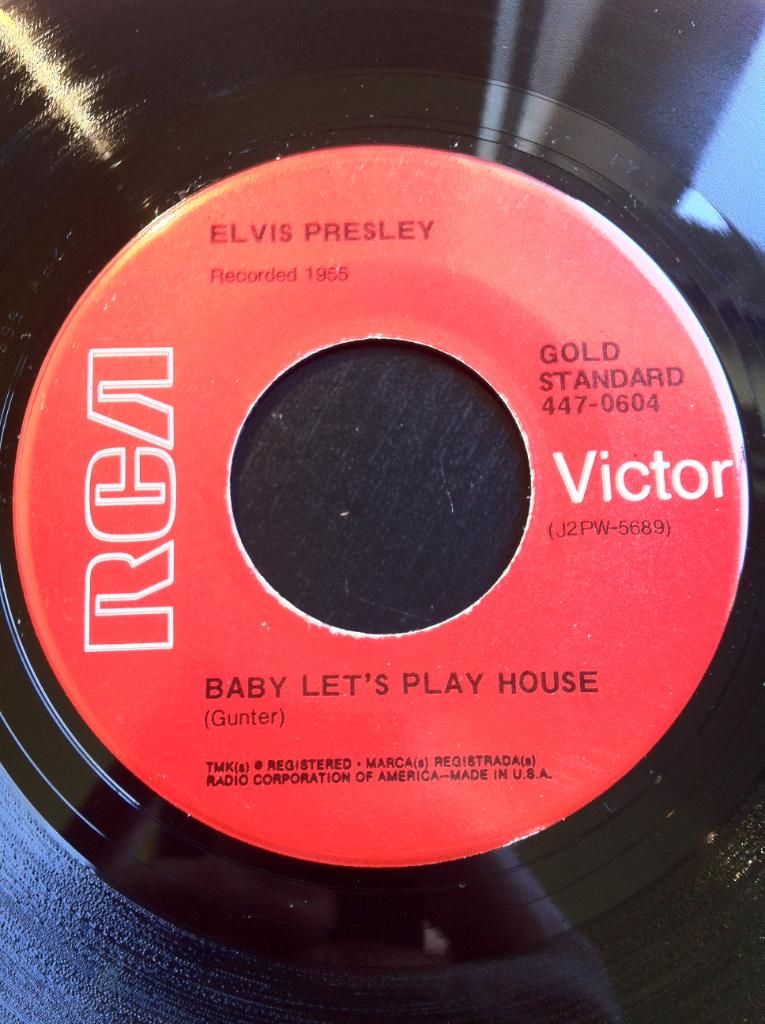 ELVIS PRESLEY
Recorded 1955
RCA
GOLD
STANDARD
447-0604
Victor
(J2PW-5689)
BABY LET'S PLAY HOUSE
(Gunter)
TMK(s) ® REGISTERED • MARCA(s) REGISTRADA(s)
RADIO CORPORATION OF AMERICA—MADE IN U.S.A.